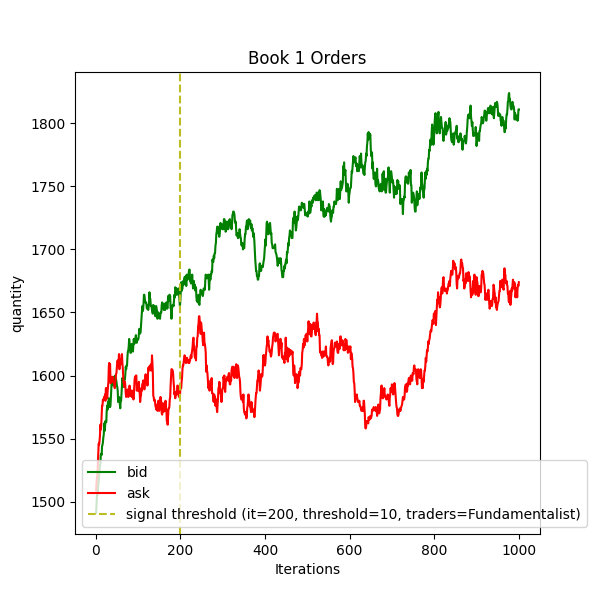 Book 1 Orders
quantity
1800
1750
1700
1650
1600
1550
1500
bid
ask
signal threshold (it=200, threshold=10, traders=Fundamentalist)
0 200 400 600 800 1000
Iterations